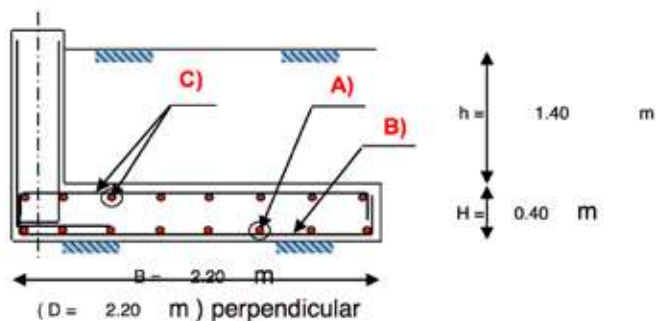 C)
A)
B)
h = 1.40 m
H = 0.40 m
B = 2.20 m
( D = 2.20 m ) perpendicular